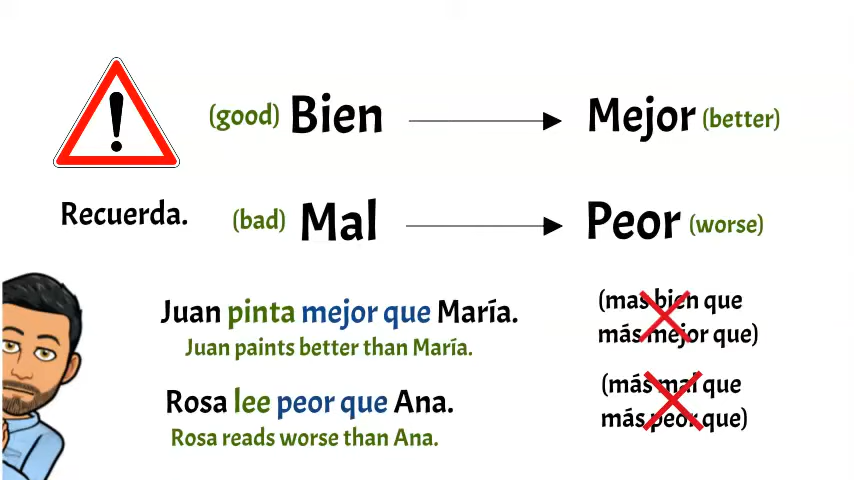 (good) Bien Mejor (better)
Recuerda. (bad) Mal Peor (worse)
Juan pinta mejor que María.
Juan paints better than María.
(mas bien que
más mejor que)
Rosa lee peor que Ana.
Rosa reads worse than Ana.
(más mal que
más peor que)